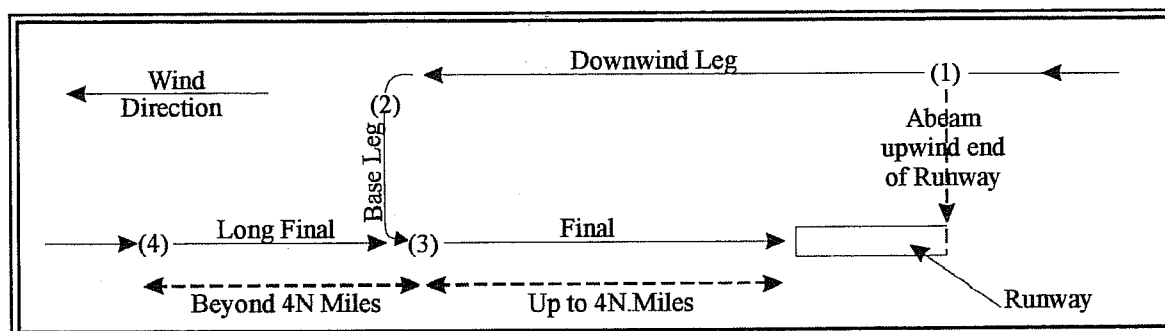 Downwind Leg
(1)
Wind
Direction
(2)
Abeam
upwind end
of Runway
Base Leg
(4)
Long Final
(3)
Final
Beyond 4N Miles
Up to 4N.Miles
Runway